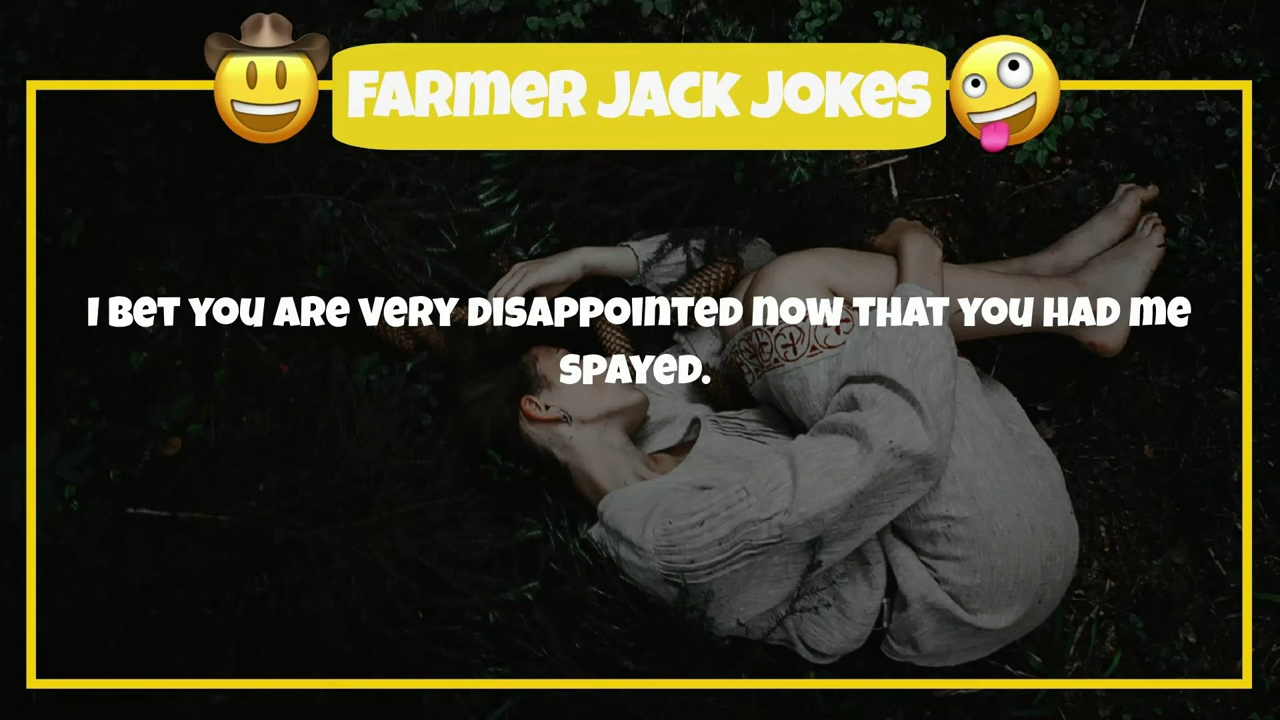 FARMER JACK JOKES
I BET YOU ARE VERY DISAPPOINTED NOW THAT YOU HAD ME
SPAYED.